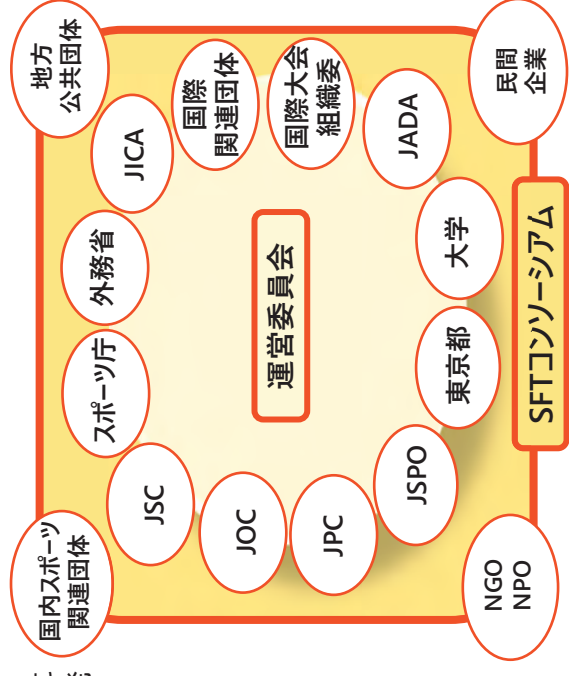 国内スポーツ
関連団体
地方
公共団体
スポーツ庁
外務省
JICA
国際
関連団体
国際大会
組織委
JADA
大学
東京都
JSPO
JPC
JOC
JSC
運営委員会
NGO
NPO
民間
企業
SFTコンソーシアム